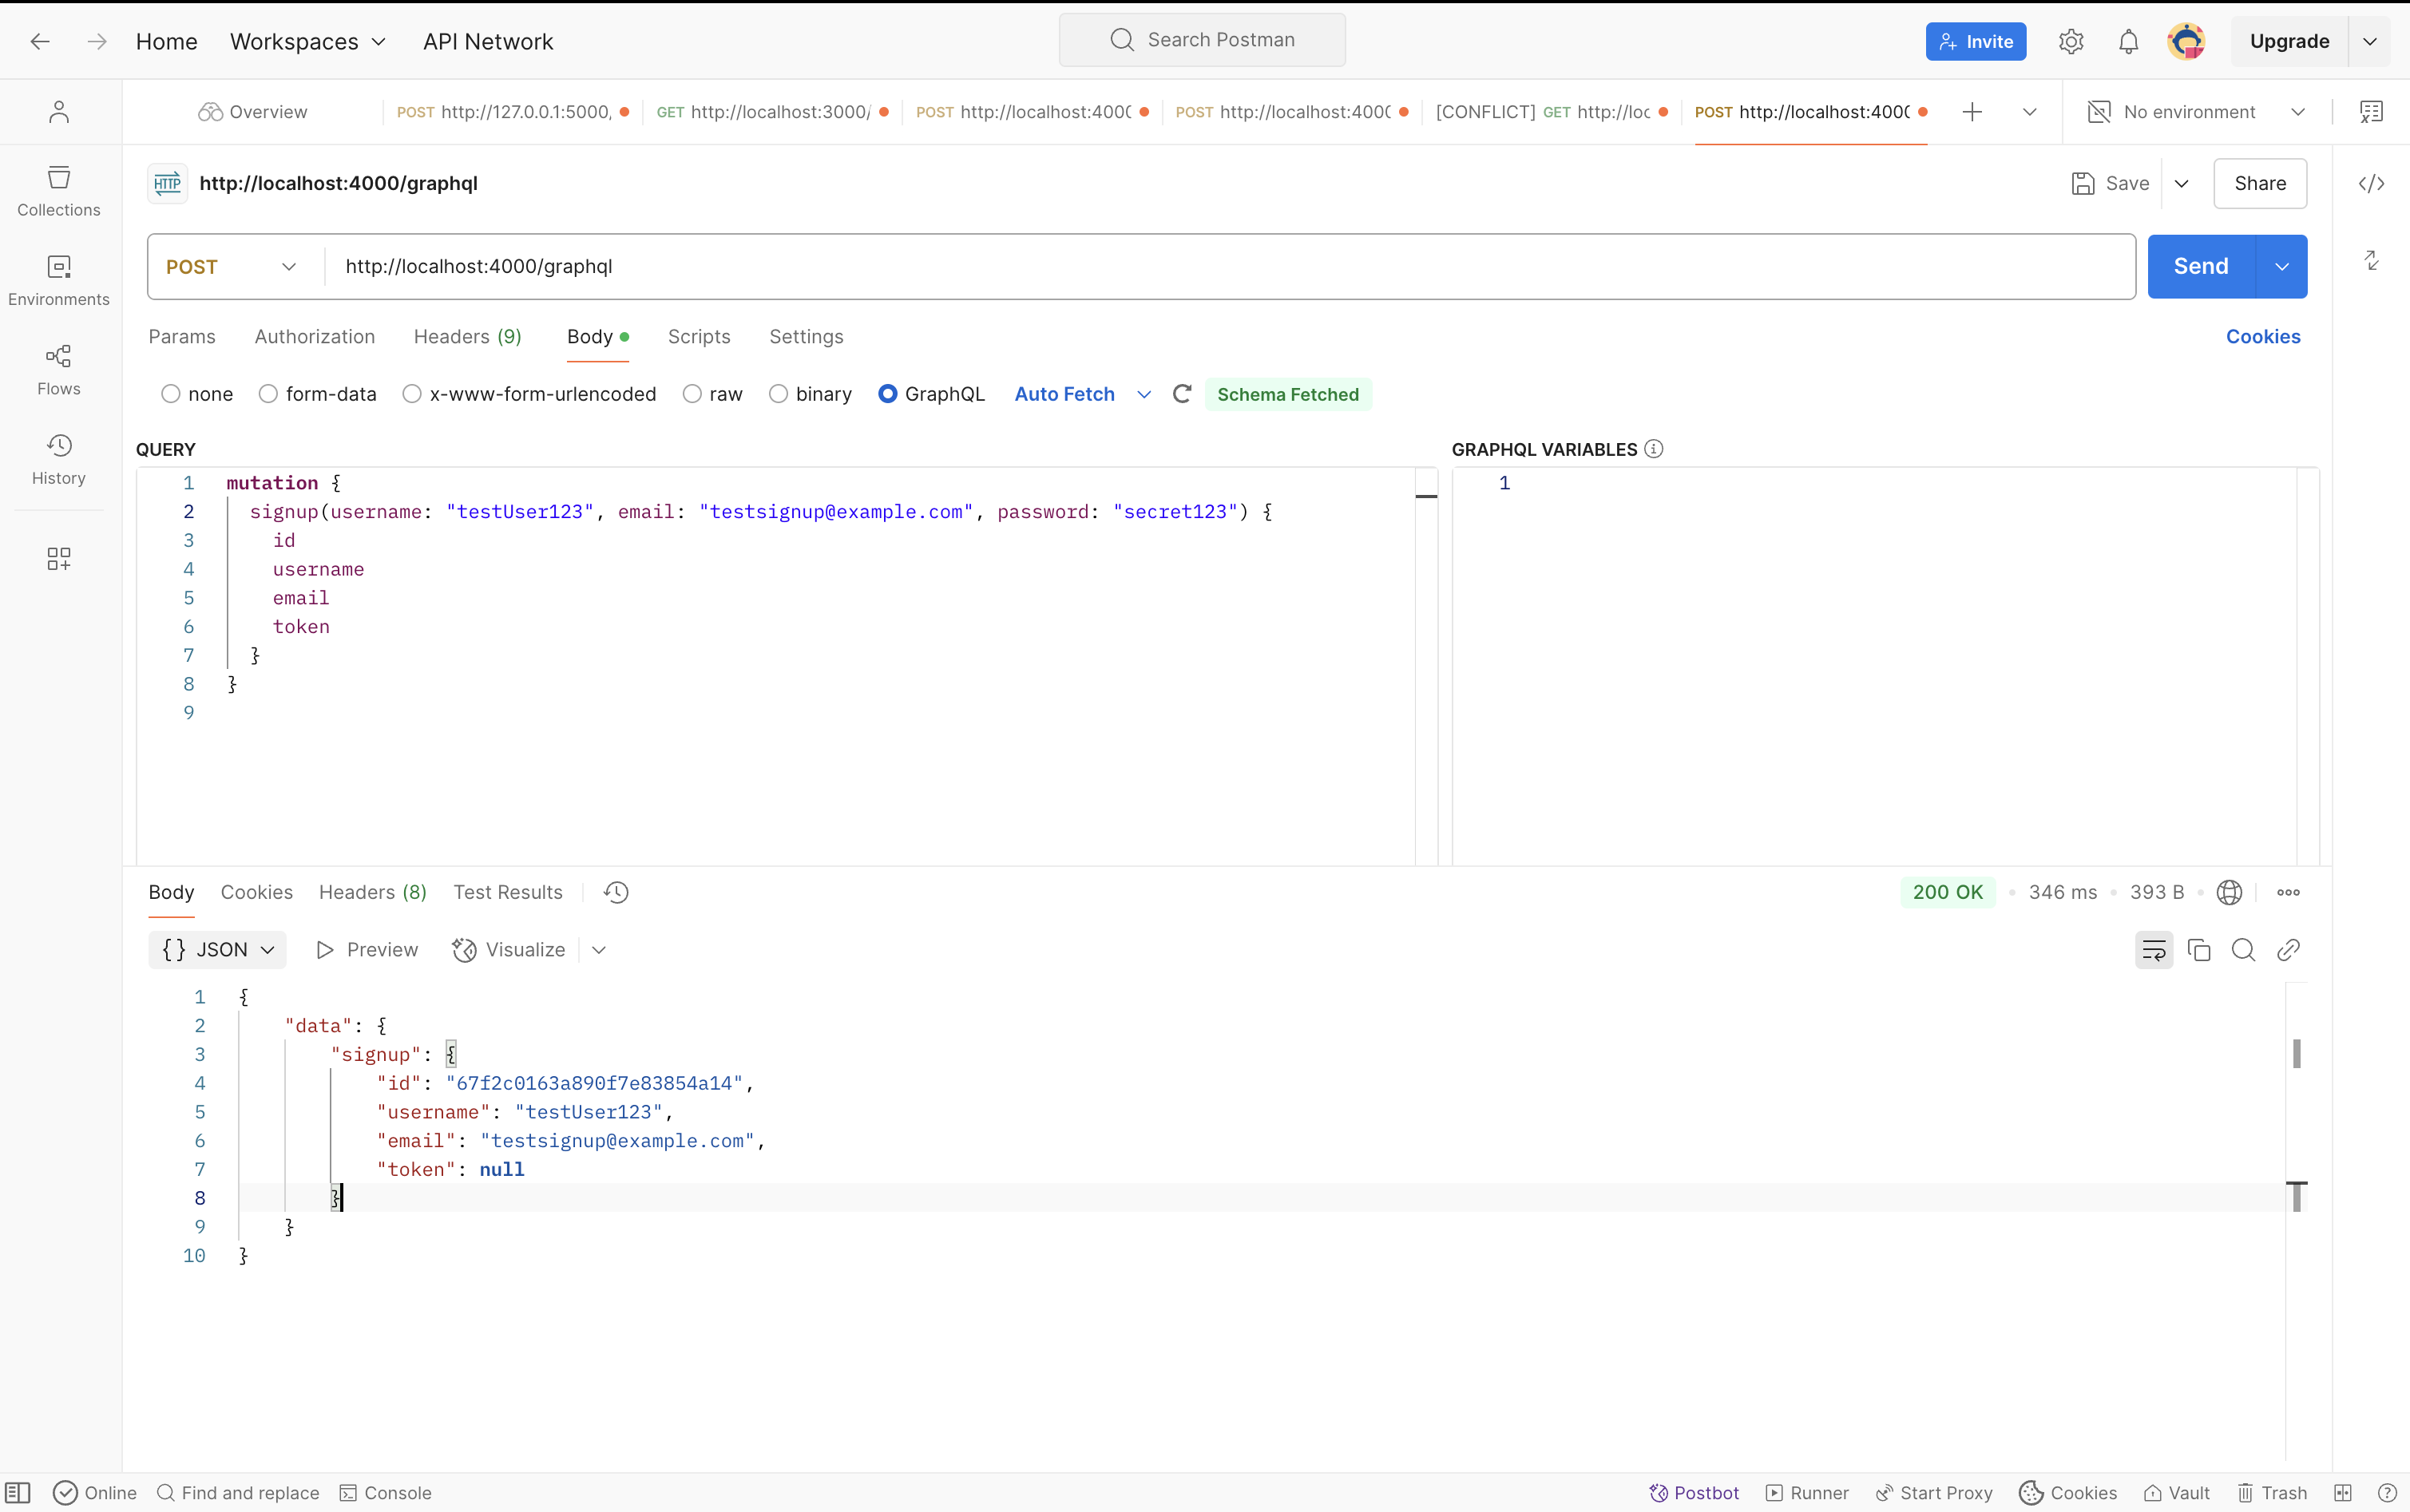 Home Workspaces API Network Search Postman Invite Upgrade
Overview POST http://127.0.0.1:5000, GET http://localhost:3000/ POST http://localhost:400( POST http://localhost:400( [CONFLICT] GET http://loc POST http://localhost:400( No environment
HTTP http://localhost:4000/graphql Save Share
Collections
Environments
Flows
History
POST http://localhost:4000/graphql Send
Params Authorization Headers (9) Body Scripts Settings Cookies
none form-data x-www-form-urlencoded raw binary GraphQL Auto Fetch Schema Fetched
QUERY
1 mutation {
2 signup(username: "testUser123", email: "testsignup@example.com", password: "secret123") {
3 id
4 username
5 email
6 token
7 }
8 }
9
GRAPHQL VARIABLES
1
Body Cookies Headers (8) Test Results 200 OK • 346 ms • 393 B
{} JSON Preview Visualize
1 {
2 "data": {
3 "signup": {
4 "id": "67f2c0163a890f7e83854a14",
5 "username": "testUser123",
6 "email": "testsignup@example.com",
7 "token": null
8 }
9 }
10 }
Online Find and replace Console Postbot Runner Start Proxy Cookies Vault Trash